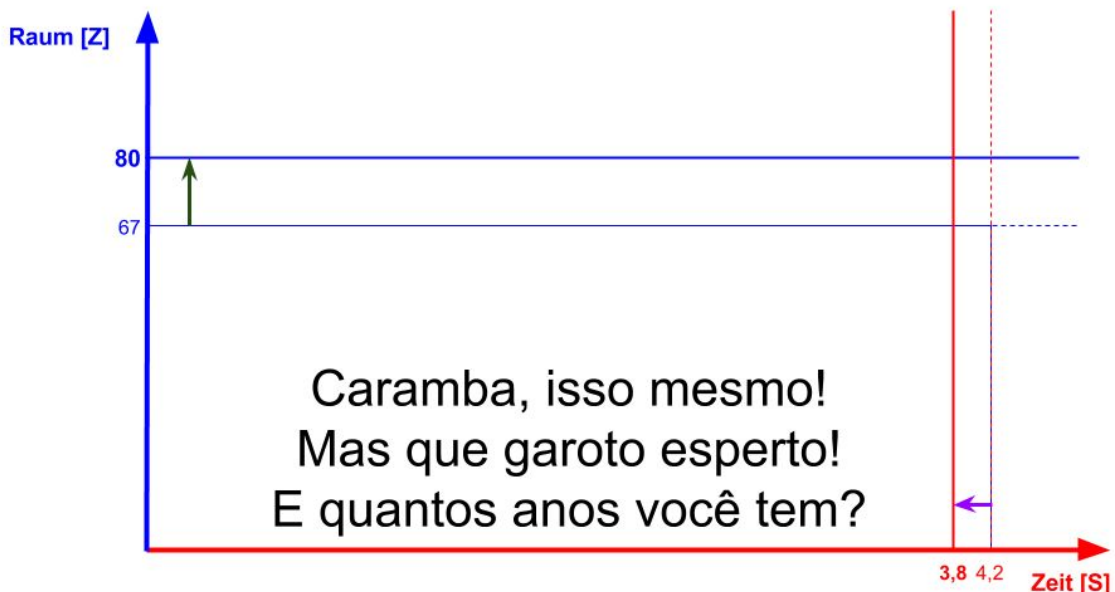 Raum [Z]
80
67
Caramba, isso mesmo!
Mas que garoto esperto!
E quantos anos você tem?
3,8 4,2
Zeit [S]